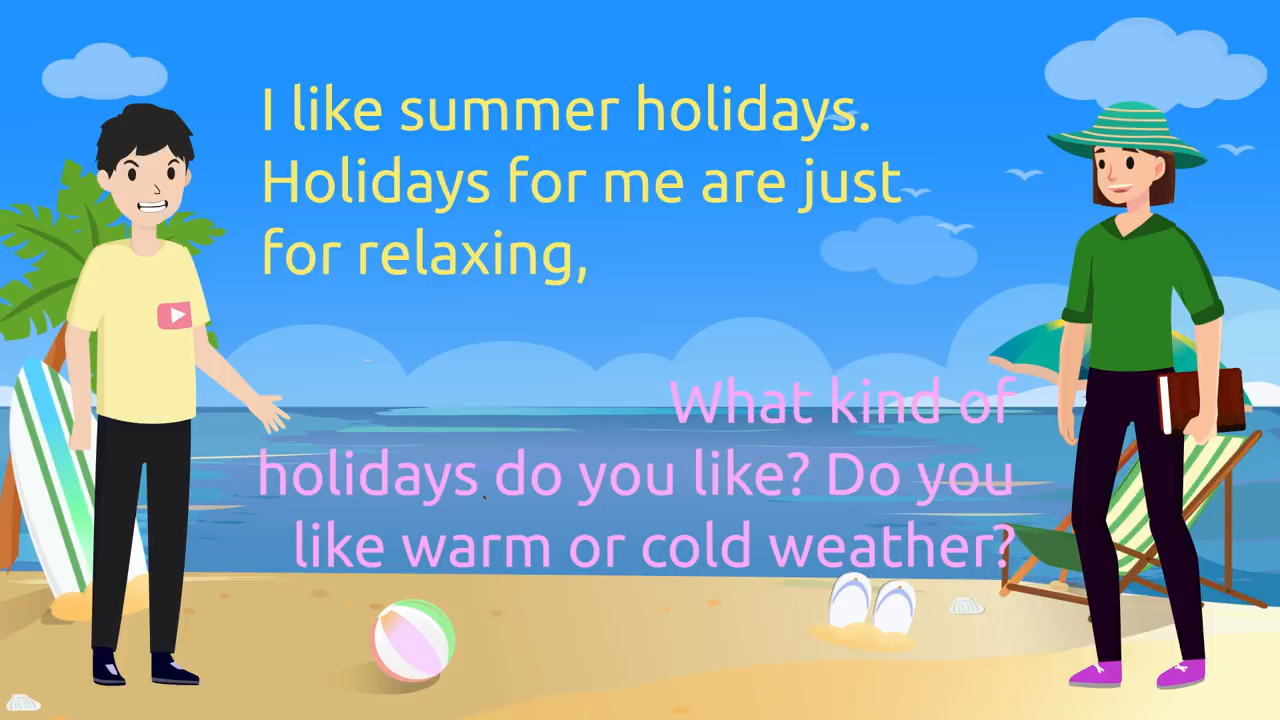 I like summer holidays.
Holidays for me are just
for relaxing,
What kind of
holidays do you like? Do you
like warm or cold weather?